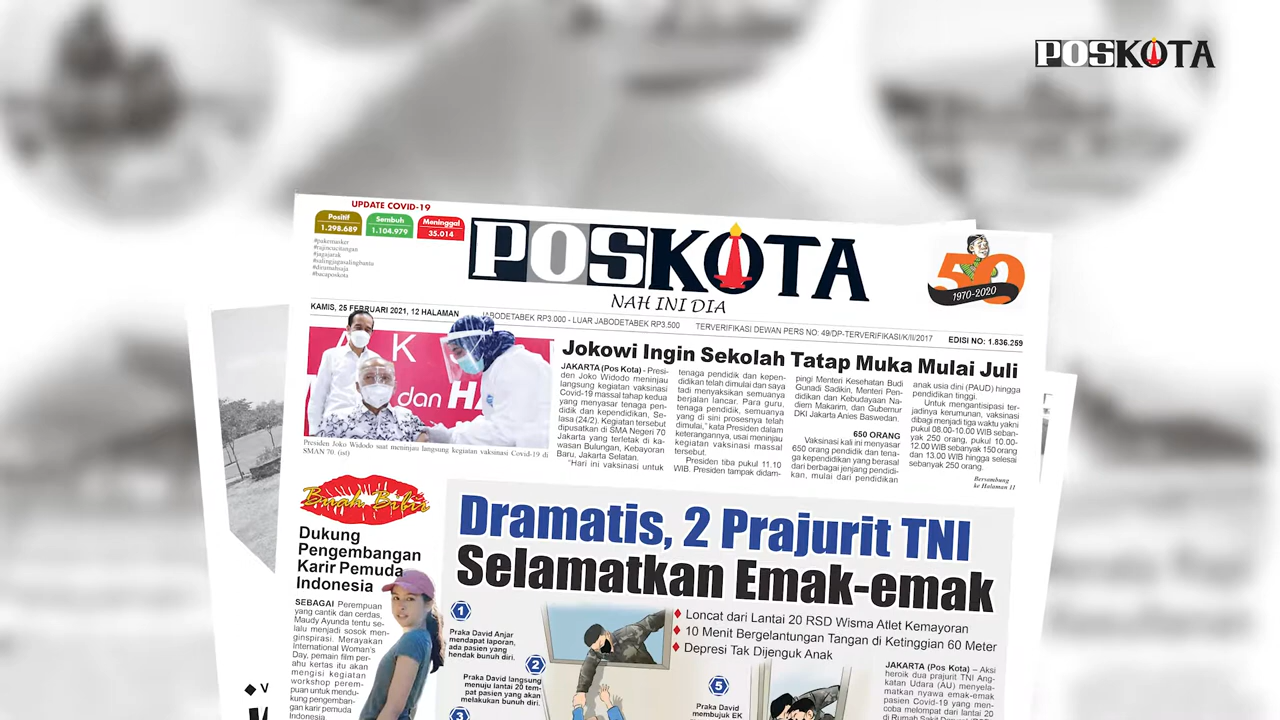 POSKOTA
UPDATE COVID-19
Positif
1.298.689
Sembuh
1.104.979
Meninggal
35.014
#pakemasker
#rajincucitangan
#jagajarak
#salingjagasalingbantu
#dirumahsaja
#bacaposkota
POSKOTA
NAH INI DIA
50
1970-2020
KAMIS, 25 FEBRUARI 2021, 12 HALAMAN
JABODETABEK RP3.000 - LUAR JABODETABEK RP3.500
TERVERIFIKASI DEWAN PERS NO: 49/DP-TERVERIFIKASI/K/II/2017
EDISI NO: 1.836.259
A K
dan HA
Presiden Joko Widodo saat meninjau langsung kegiatan vaksinasi Covid-19 di
SMAN 70. (ist)
Jokowi Ingin Sekolah Tatap Muka Mulai Juli
JAKARTA (Pos Kota) - Presi-
den Joko Widodo meninjau
langsung kegiatan vaksinasi
Covid-19 massal tahap kedua
yang menyasar tenaga pen-
didik dan kependidikan, Se-
lasa (24/2). Kegiatan tersebut
dipusatkan di SMA Negeri 70
Jakarta yang terletak di ka-
wasan Bulungan, Kebayoran
Baru, Jakarta Selatan.
"Hari ini vaksinasi untuk
tenaga pendidik dan kepen-
didikan telah dimulai dan saya
tadi menyaksikan semuanya
berjalan lancar. Para guru,
tenaga pendidik, semuanya
yang di sini prosesnya telah
dimulai," kata Presiden dalam
keterangannya, usai meninjau
kegiatan vaksinasi massal
tersebut.
Presiden tiba pukul 11.10
WIB. Presiden tampak didam-
pingi Menteri Kesehatan Budi
Gunadi Sadikin, Menteri Pen-
didikan dan Kebudayaan Na-
diem Makarim, dan Gubernur
DKI Jakarta Anies Baswedan.
650 ORANG
Vaksinasi kali ini menyasar
650 orang pendidik dan tena-
ga kependidikan yang berasal
dari berbagai jenjang pendidi-
kan, mulai dari pendidikan
anak usia dini (PAUD) hingga
pendidikan tinggi.
Untuk mengantisipasi ter-
jadinya kerumunan, vaksinasi
dibagi menjadi tiga waktu yakni
pukul 08.00-10.00 WIB seban-
yak 250 orang, pukul 10.00-
12.00 WIB sebanyak 150 orang
dan 13.00 WIB hingga selesai
sebanyak 250 orang.
Bersambung
ke Halaman 11
Buah Bibir
Dukung
Pengembangan
Karir Pemuda
Indonesia
SEBAGAI Perempuan
yang cantik dan cerdas,
Maudy Ayunda tentu se-
lalu menjadi sosok men-
ginspirasi. Merayakan
International Woman's
Day, pemain film per-
ahu kertas itu akan
mengisi kegiatan
workshop perem-
puan untuk mendu-
kung pengemban-
gan karir pemuda
Indonesia
Dramatis, 2 Prajurit TNI
Selamatkan Emak-emak
Loncat dari Lantai 20 RSD Wisma Atlet Kemayoran
10 Menit Bergelantungan Tangan di Ketinggian 60 Meter
Depresi Tak Dijenguk Anak
1
Praka David Anjar
mendapat laporan,
ada pasien yang
hendak bunuh diri.
2
Praka David langsung
menuju lantai 20 tem-
pat pasien yang akan
melakukan bunuh diri.
3
5
Praka David
membujuk EK
JAKARTA (Pos Kota) – Aksi
heroik dua prajurit TNI Ang-
katan Udara (AU) menyela-
matkan nyawa emak-emak
pasien Covid-19 yang men-
coba melompat dari lantai 20